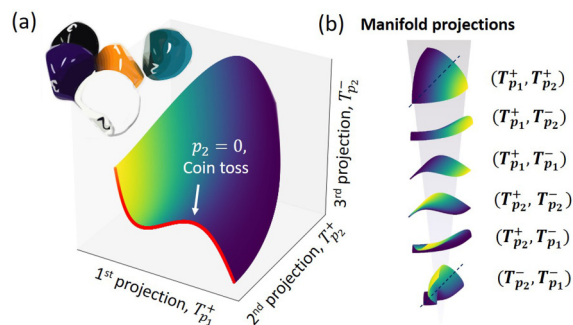 (a)
p₂ = 0,
Coin toss
1ˢᵗ projection, T⁺ₚ₁
2ⁿᵈ projection, T⁺ₚ₂
3rd projection, T⁻ₚ₂
(b)
Manifold projections
(T⁺ₚ₁, T⁺ₚ₂)
(T⁺ₚ₁, T⁻ₚ₂)
(T⁺ₚ₁, T⁻ₚ₁)
(T⁺ₚ₂, T⁻ₚ₂)
(T⁺ₚ₂, T⁻ₚ₁)
(T⁻ₚ₂, T⁻ₚ₁)